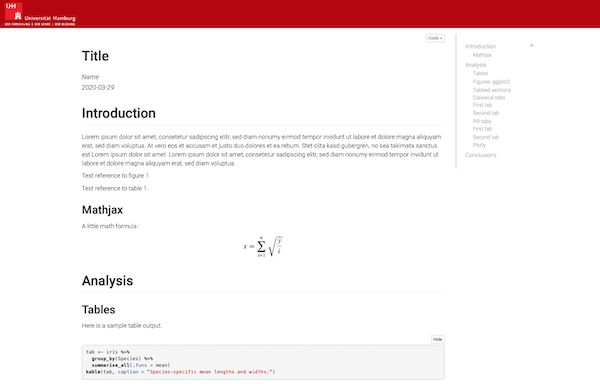 UH
Universität Hamburg
DER FORSCHUNG | DER LEHRE | DER BILDUNG
Code
Title
Name
2020-03-29
Introduction
Lorem ipsum dolor sit amet, consetetur sadipscing elitr, sed diam nonumy eirmod tempor invidunt ut labore et dolore magna aliquyam
erat, sed diam voluptua. At vero eos et accusam et justo duo dolores et ea rebum. Stet clita kasd gubergren, no sea takimata sanctus
est Lorem ipsum dolor sit amet. Lorem ipsum dolor sit amet, consetetur sadipscing elitr, sed diam nonumy eirmod tempor invidunt ut
labore et dolore magna aliquyam erat, sed diam voluptua.
Test reference to figure 1.
Test reference to table 1.
Mathjax
A little math formula:
x = n∑i=1 √(y/i)
Analysis
Tables
Here is a sample table output.
Hide
tab <- iris %>%
group_by(Species) %>%
summarise_all(.funs = mean)
kable(tab, caption = "Species-specific mean lengths and widths.")
Introduction
Mathjax
Analysis
Tables
Figures: ggplot2
Tabbed sections
Classical tabs
First tab
Second tab
Pill tabs
First tab
Second tab
Plotly
Conclusions